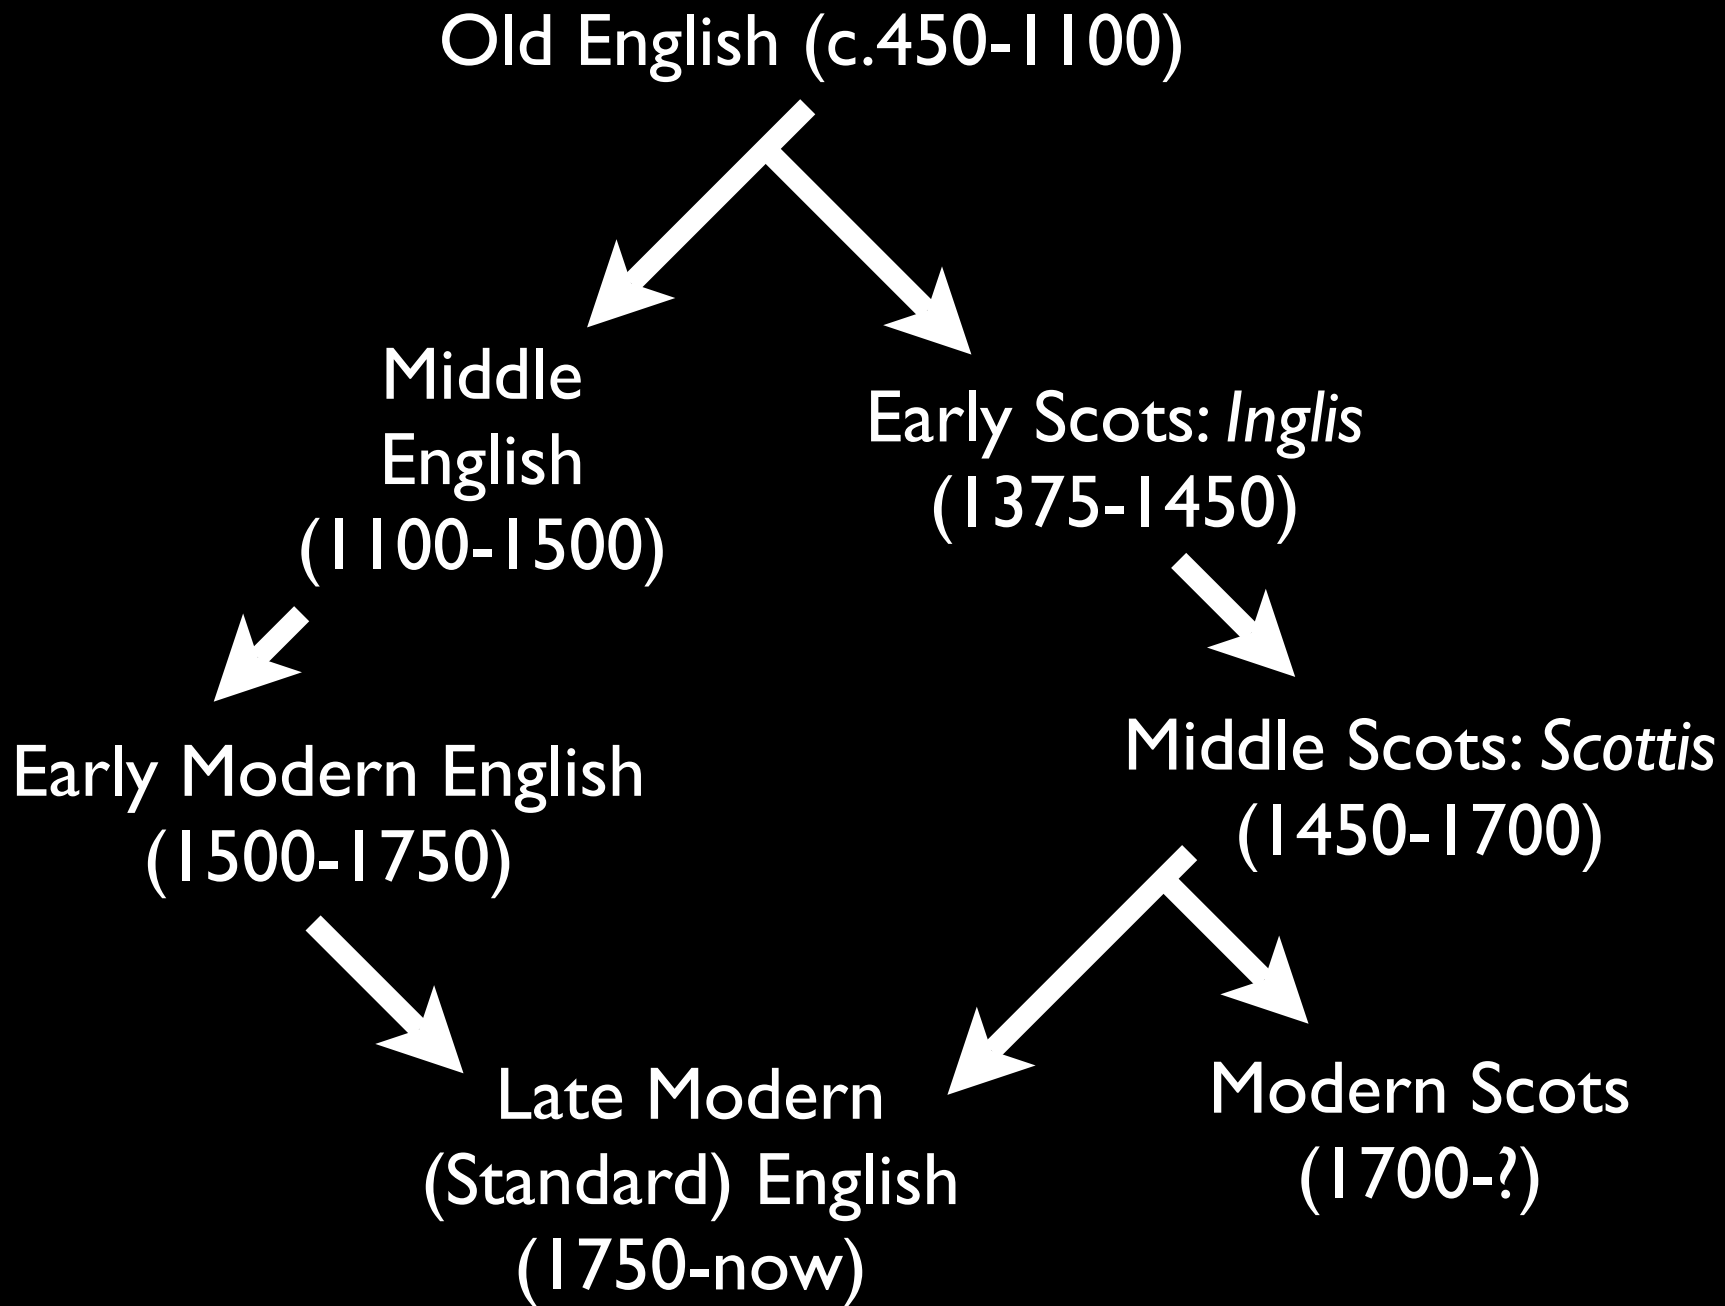 Old English (c.450-1100)
Middle
English
(1100-1500)
Early Scots: Inglis
(1375-1450)
Early Modern English
(1500-1750)
Middle Scots: Scottis
(1450-1700)
Late Modern
(Standard) English
(1750-now)
Modern Scots
(1700-?)